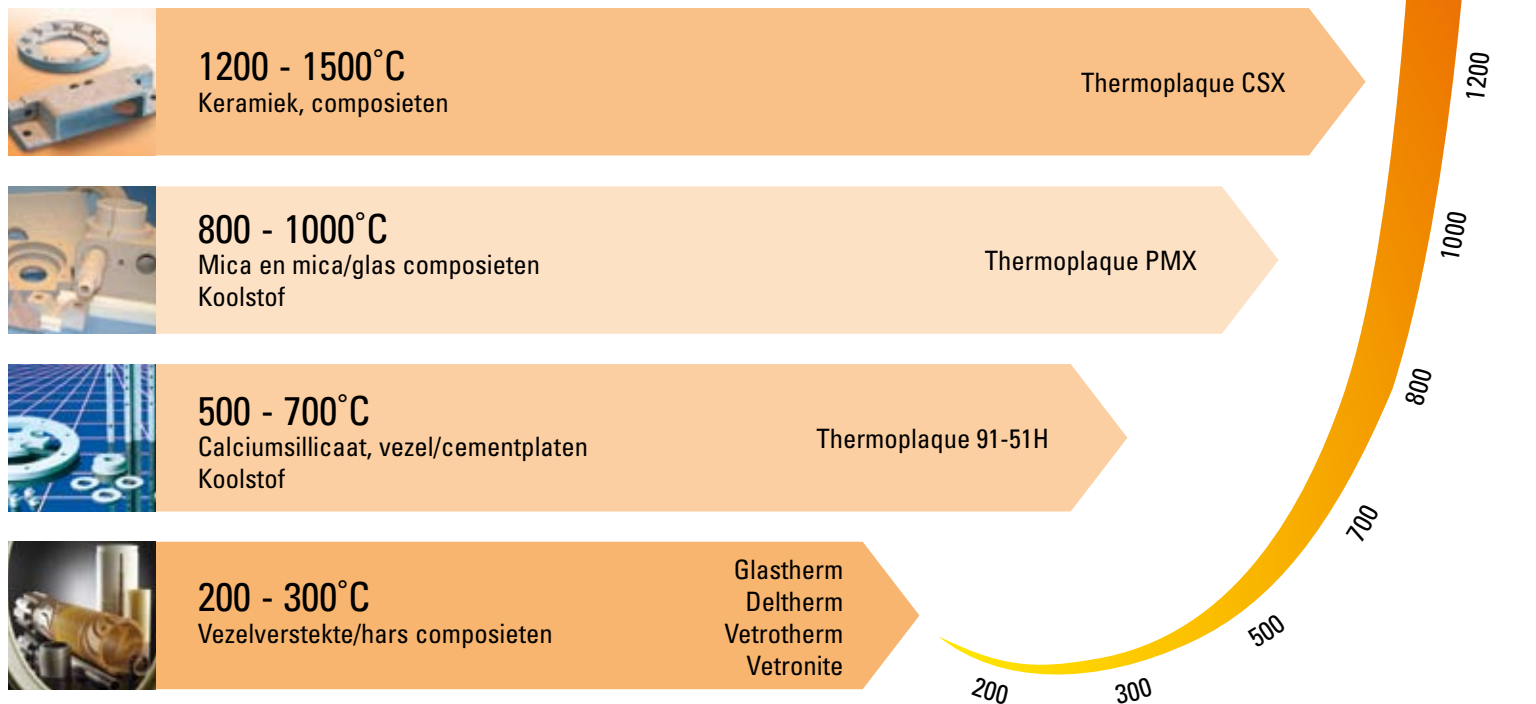 1200 - 1500°C
Keramiek, composieten
Thermoplaque CSX
800 - 1000°C
Mica en mica/glas composieten
Koolstof
Thermoplaque PMX
500 - 700°C
Calciumsillicaat, vezel/cementplaten
Koolstof
Thermoplaque 91-51H
200 - 300°C
Vezelverstekte/hars composieten
Glastherm
Deltherm
Vetrotherm
Vetronite
1200
1000
800
700
500
300
200